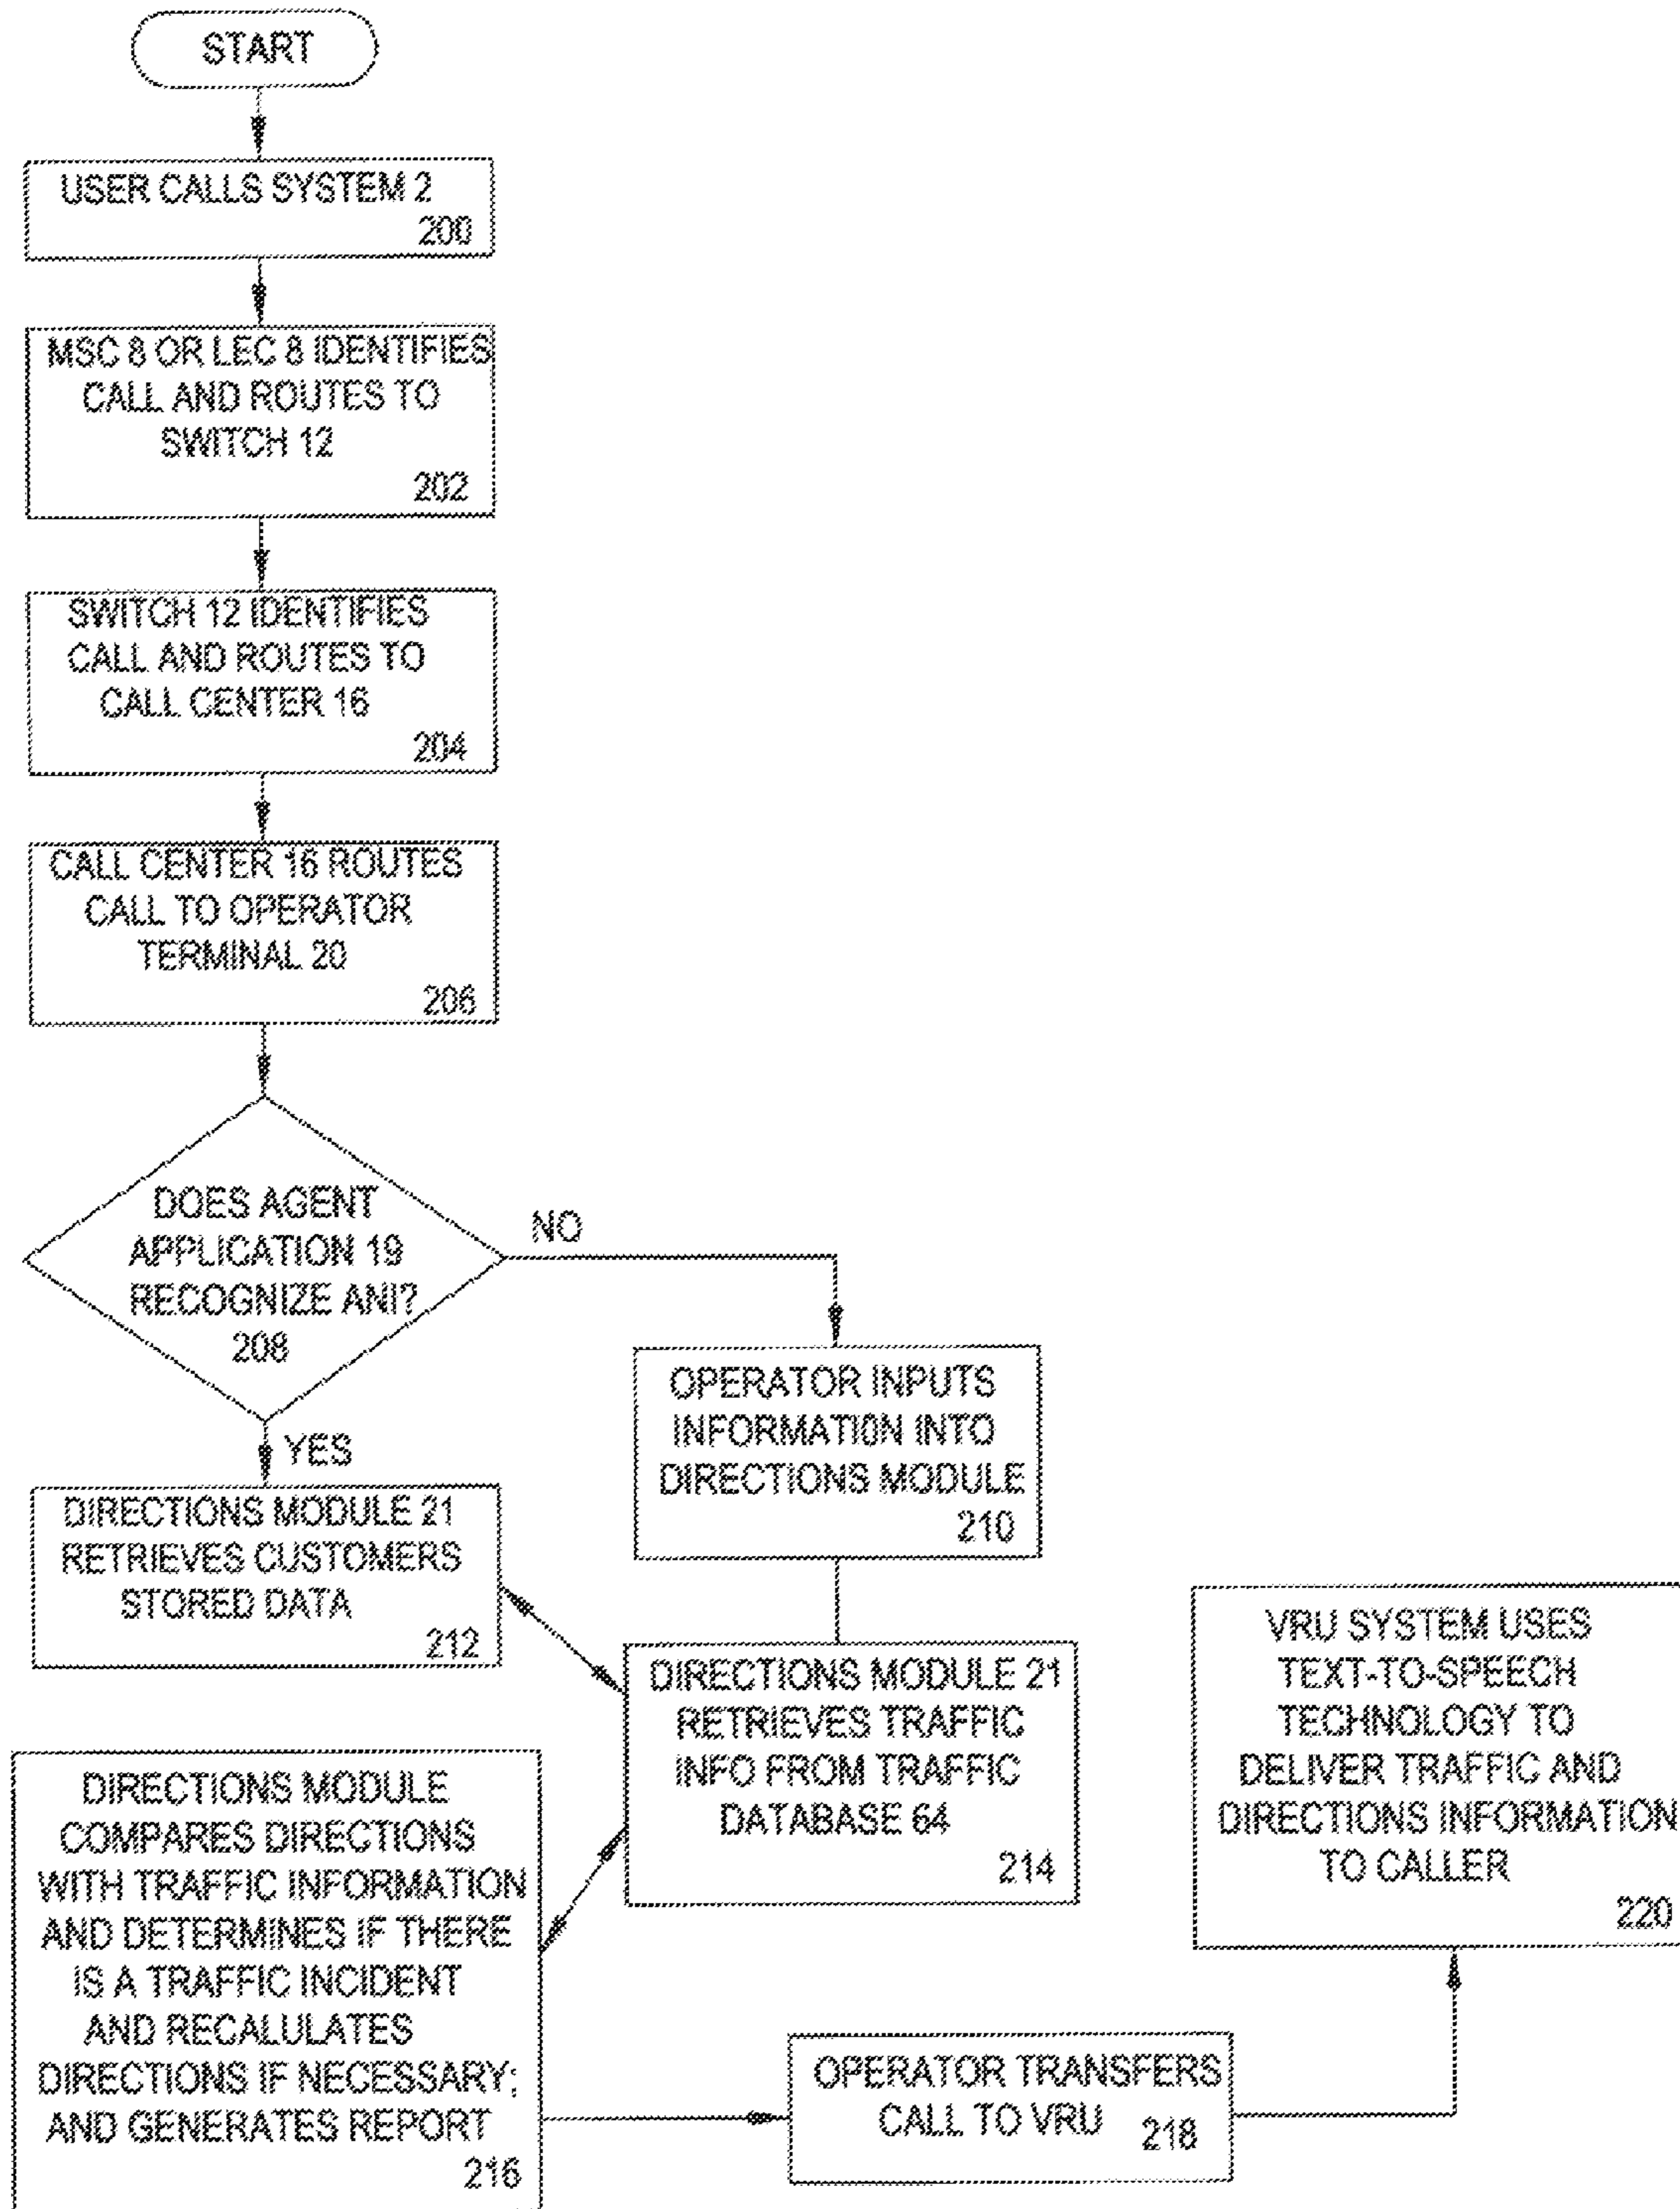 START
USER CALLS SYSTEM 2
200
MSC 8 OR LEC 8 IDENTIFIES
CALL AND ROUTES TO
SWITCH 12
202
SWITCH 12 IDENTIFIES
CALL AND ROUTES TO
CALL CENTER 16
204
CALL CENTER 16 ROUTES
CALL TO OPERATOR
TERMINAL 20
206
DOES AGENT
APPLICATION 19
RECOGNIZE ANI?
208
NO
YES
OPERATOR INPUTS
INFORMATION INTO
DIRECTIONS MODULE
210
DIRECTIONS MODULE 21
RETRIEVES CUSTOMERS
STORED DATA
212
DIRECTIONS MODULE 21
RETRIEVES TRAFFIC
INFO FROM TRAFFIC
DATABASE 64
214
DIRECTIONS MODULE
COMPARES DIRECTIONS
WITH TRAFFIC INFORMATION
AND DETERMINES IF THERE
IS A TRAFFIC INCIDENT
AND RECALULATES
DIRECTIONS IF NECESSARY;
AND GENERATES REPORT
216
OPERATOR TRANSFERS
CALL TO VRU
218
VRU SYSTEM USES
TEXT-TO-SPEECH
TECHNOLOGY TO
DELIVER TRAFFIC AND
DIRECTIONS INFORMATION
TO CALLER
220